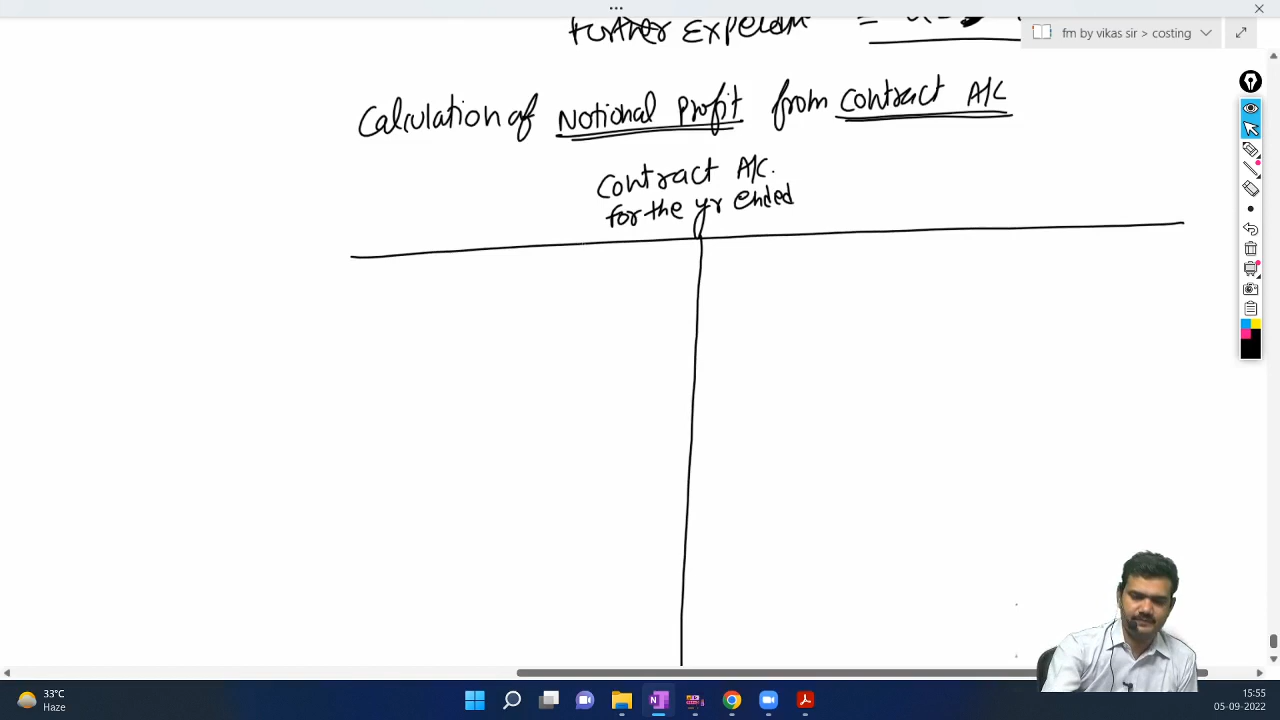 ...
further Expeldr =
fm by vikas sir > costing
Calculation of Notional Profit from Contract A/C
Contract A/C.
for the yr ended
33°C
Haze
15:55
05-09-2022